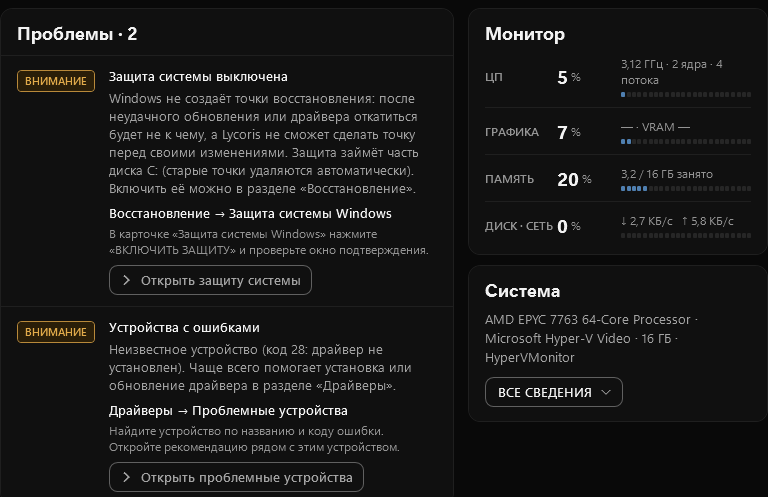 Проблемы · 2
ВНИМАНИЕ
Защита системы выключена
Windows не создаёт точки восстановления: после
неудачного обновления или драйвера откатиться
будет не к чему, а Lycoris не сможет сделать точку
перед своими изменениями. Защита займёт часть
диска C: (старые точки удаляются автоматически).
Включить её можно в разделе «Восстановление».
Восстановление → Защита системы Windows
В карточке «Защита системы Windows» нажмите
«ВКЛЮЧИТЬ ЗАЩИТУ» и проверьте окно подтверждения.
Открыть защиту системы
ВНИМАНИЕ
Устройства с ошибками
Неизвестное устройство (код 28: драйвер не
установлен). Чаще всего помогает установка или
обновление драйвера в разделе «Драйверы».
Драйверы → Проблемные устройства
Найдите устройство по названию и коду ошибки.
Откройте рекомендацию рядом с этим устройством.
Открыть проблемные устройства
Монитор
ЦП 5 % 3,12 ГГц · 2 ядра · 4
потока
ГРАФИКА 7 % — · VRAM —
ПАМЯТЬ 20 % 3,2 / 16 ГБ занято
ДИСК · СЕТЬ 0 % ↓ 2,7 КБ/с ↑ 5,8 КБ/с
Система
AMD EPYC 7763 64-Core Processor ·
Microsoft Hyper-V Video · 16 ГБ ·
HyperVMonitor
ВСЕ СВЕДЕНИЯ